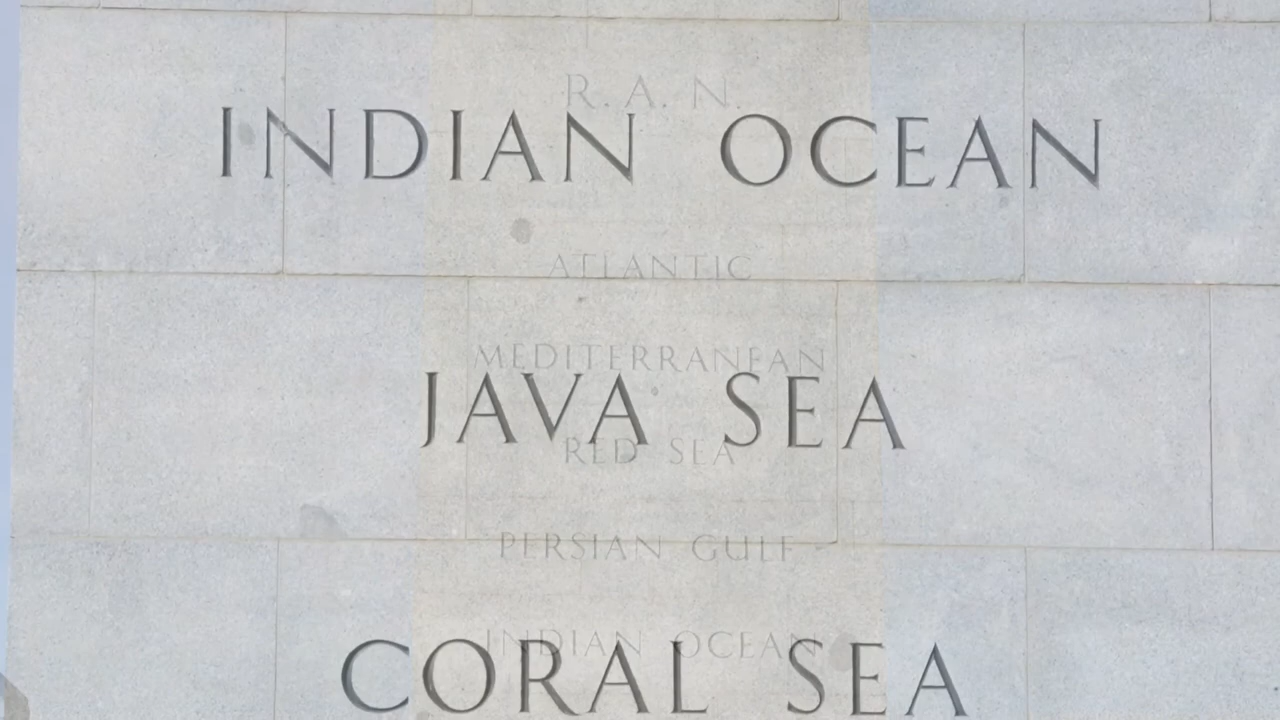 R. A. N.
INDIAN OCEAN
ATLANTIC
MEDITERRANEAN
JAVA SEA
RED SEA
PERSIAN GULF
INDIAN OCEAN
CORAL SEA